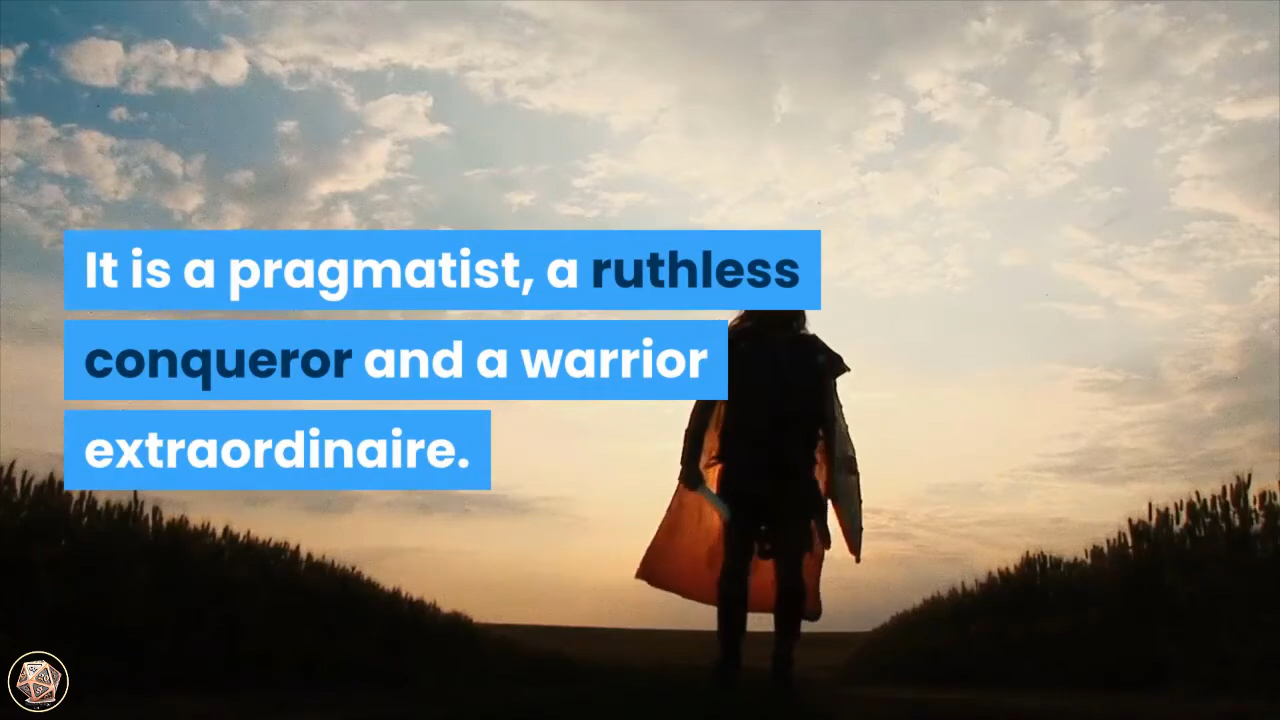 It is a pragmatist, a ruthless
conqueror and a warrior
extraordinaire.